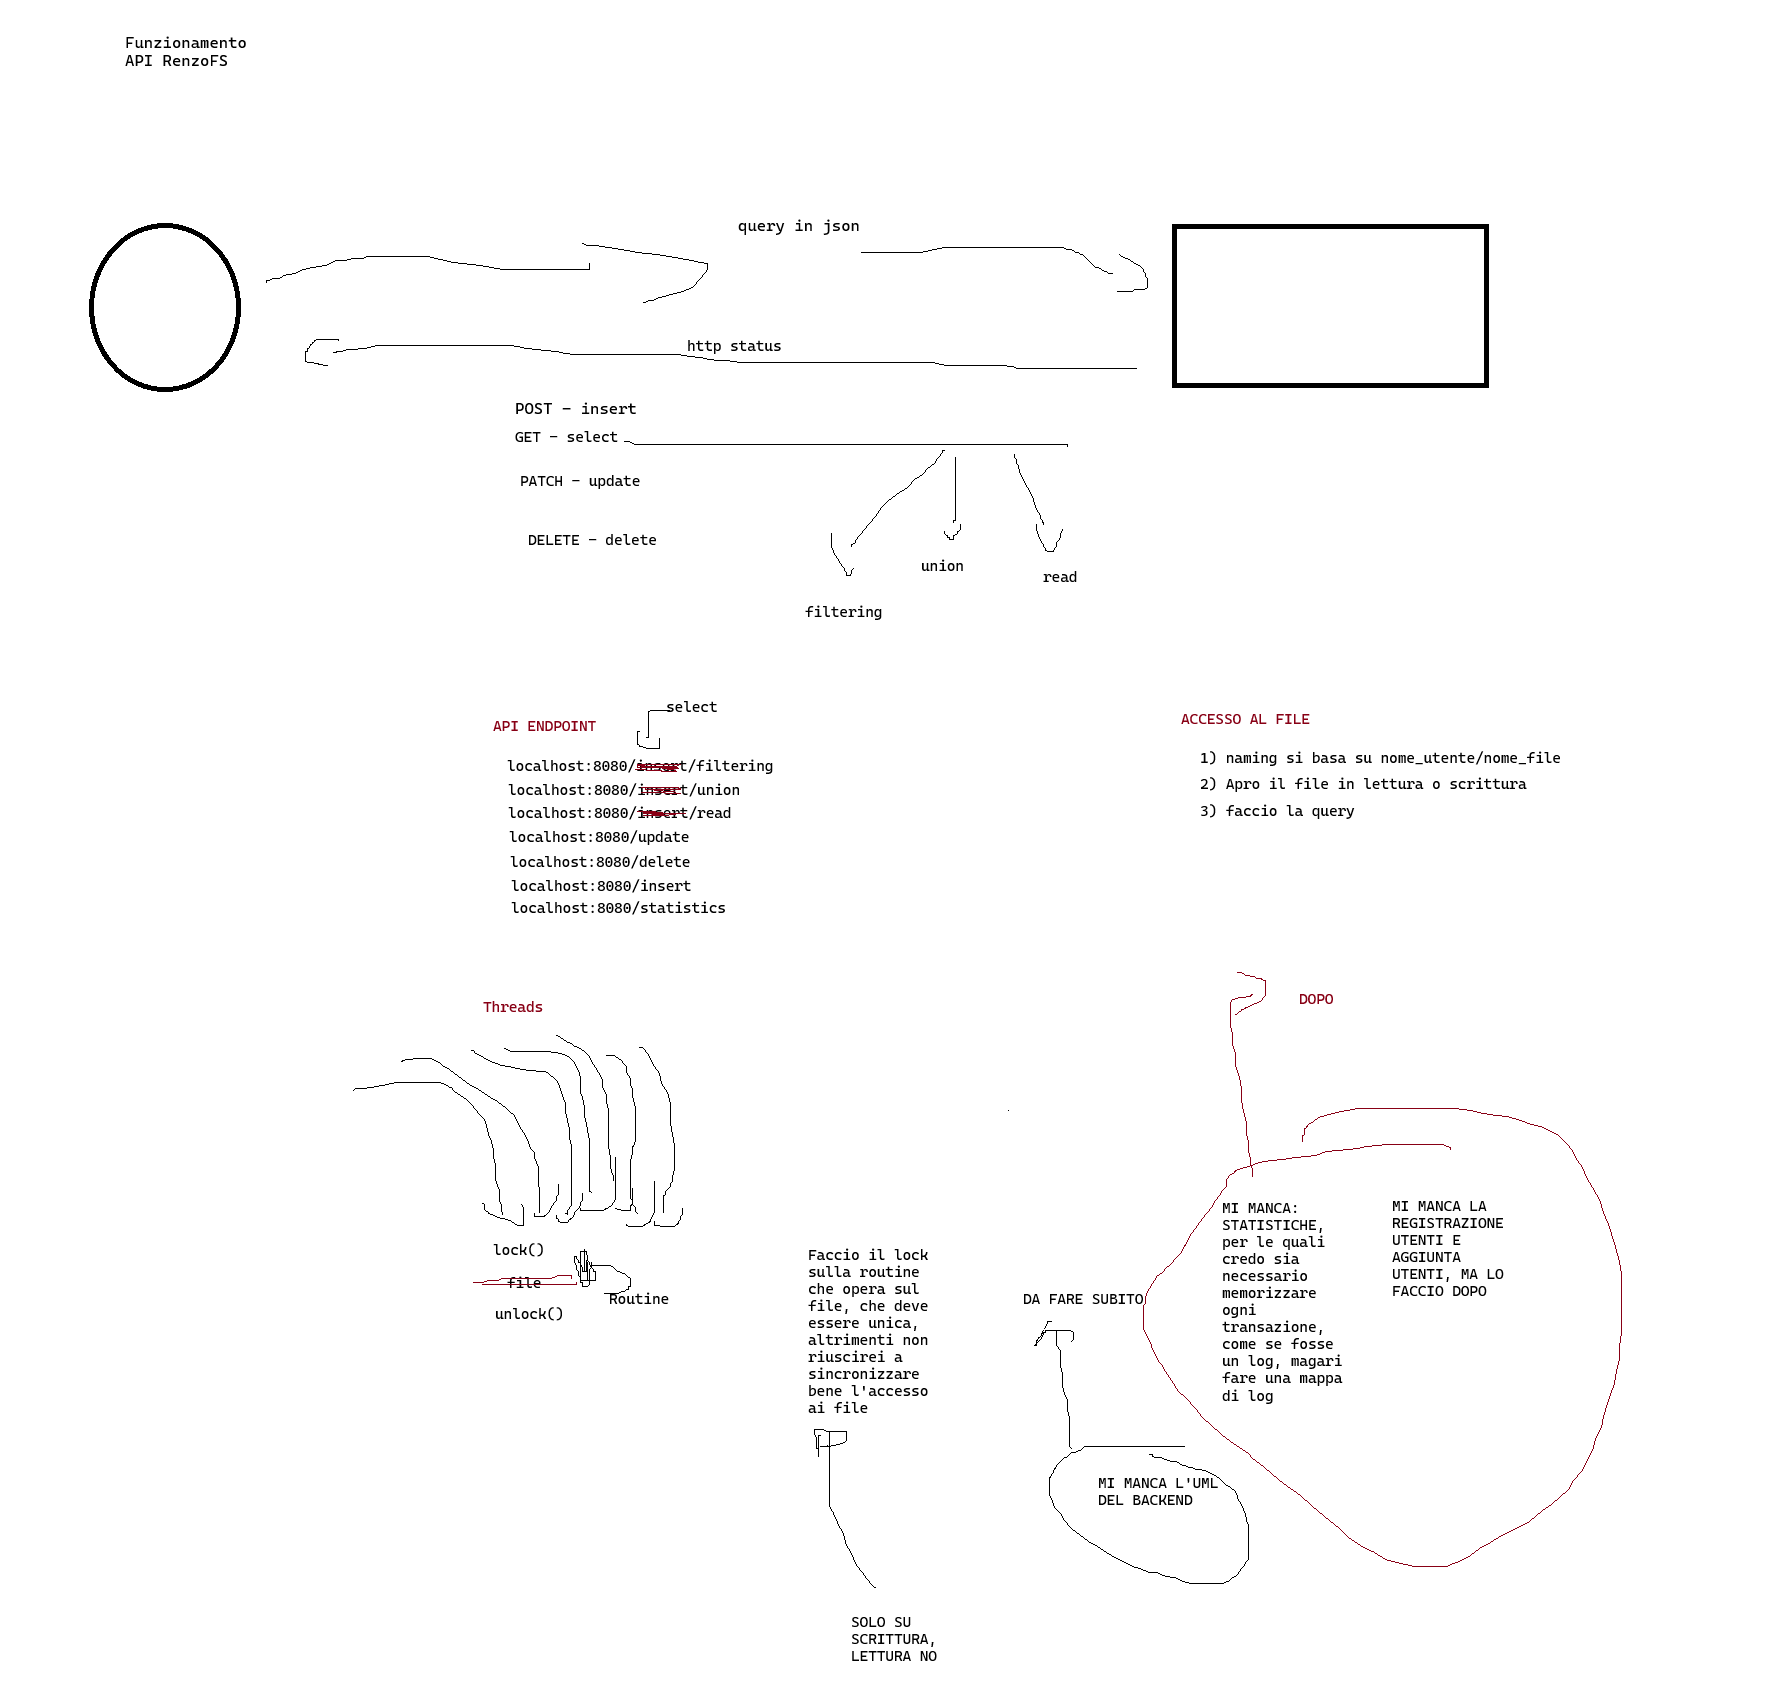 Funzionamento
API RenzoFS
query in json
http status
POST - insert
GET - select
PATCH - update
DELETE - delete
union
read
filtering
select
API ENDPOINT
localhost:8080/insert/filtering
localhost:8080/insert/union
localhost:8080/insert/read
localhost:8080/update
localhost:8080/delete
localhost:8080/insert
localhost:8080/statistics
ACCESSO AL FILE
1) naming si basa su nome_utente/nome_file
2) Apro il file in lettura o scrittura
3) faccio la query
Threads
lock()
file
Routine
unlock()
Faccio il lock
sulla routine
che opera sul
file, che deve
essere unica,
altrimenti non
riuscirei a
sincronizzare
bene l'accesso
ai file
SOLO SU
SCRITTURA,
LETTURA NO
DA FARE SUBITO
MI MANCA L'UML
DEL BACKEND
DOPO
MI MANCA:
STATISTICHE,
per le quali
credo sia
necessario
memorizzare
ogni
transazione,
come se fosse
un log, magari
fare una mappa
di log
MI MANCA LA
REGISTRAZIONE
UTENTI E
AGGIUNTA
UTENTI, MA LO
FACCIO DOPO